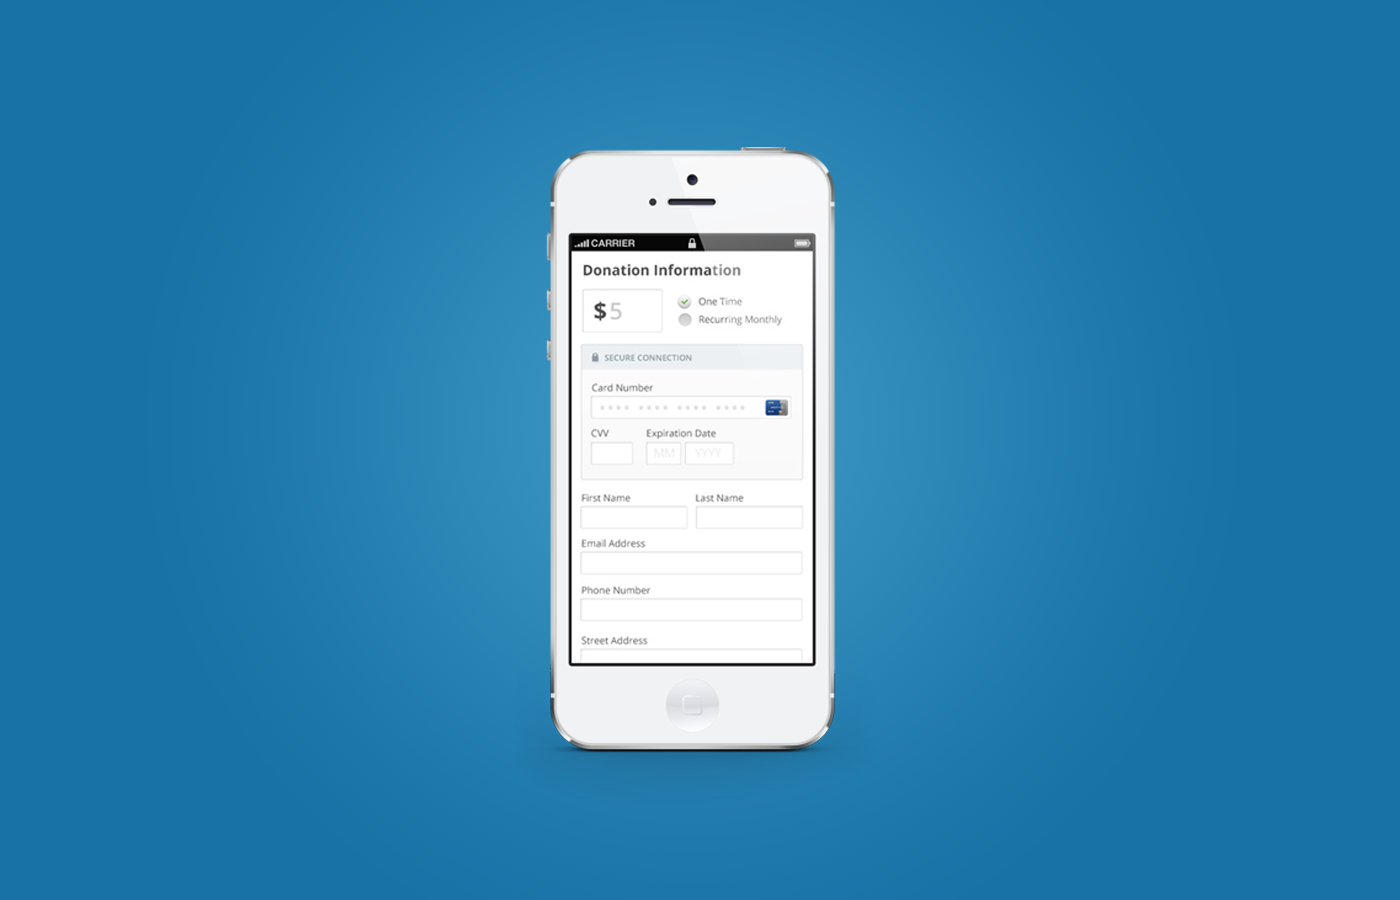 CARRIER
Donation Information
$ 5
One Time
Recurring Monthly
SECURE CONNECTION
Card Number
CVV
Expiration Date
MM
YYYY
First Name
Last Name
Email Address
Phone Number
Street Address